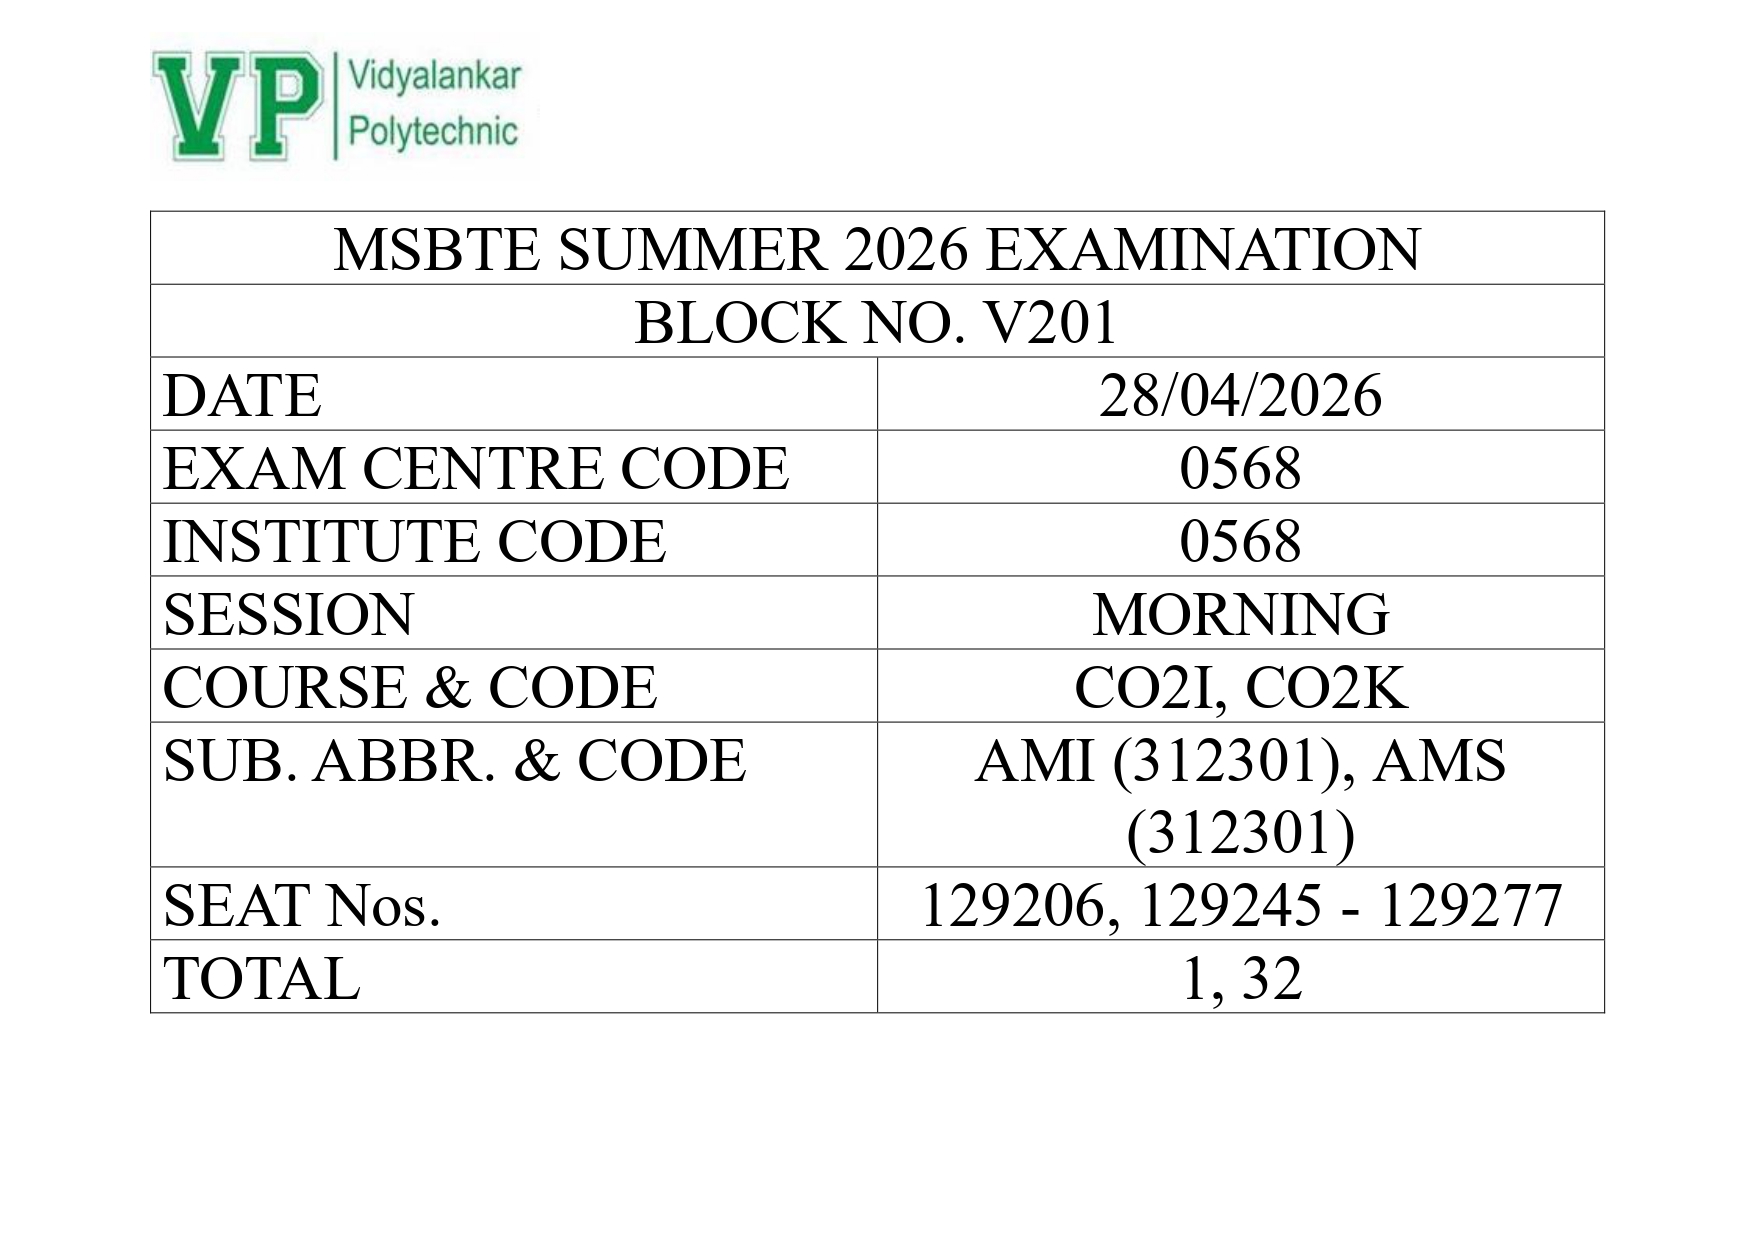 VP Vidyalankar
Polytechnic
MSBTE SUMMER 2026 EXAMINATION
BLOCK NO. V201
DATE 28/04/2026
EXAM CENTRE CODE 0568
INSTITUTE CODE 0568
SESSION MORNING
COURSE & CODE CO2I, CO2K
SUB. ABBR. & CODE AMI (312301), AMS
(312301)
SEAT Nos. 129206, 129245 - 129277
TOTAL 1, 32